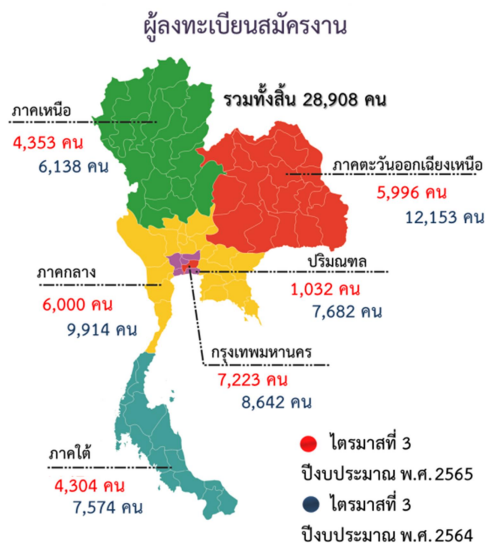 ผู้ลงทะเบียนสมัครงาน
รวมทั้งสิ้น 28,908 คน
ภาคเหนือ
4,353 คน
6,138 คน
ภาคตะวันออกเฉียงเหนือ
5,996 คน
12,153 คน
ภาคกลาง
6,000 คน
9,914 คน
ปริมณฑล
1,032 คน
7,682 คน
กรุงเทพมหานคร
7,223 คน
8,642 คน
ภาคใต้
4,304 คน
7,574 คน
ไตรมาสที่ 3
ปีงบประมาณ พ.ศ.2565
ไตรมาสที่ 3
ปีงบประมาณ พ.ศ.2564